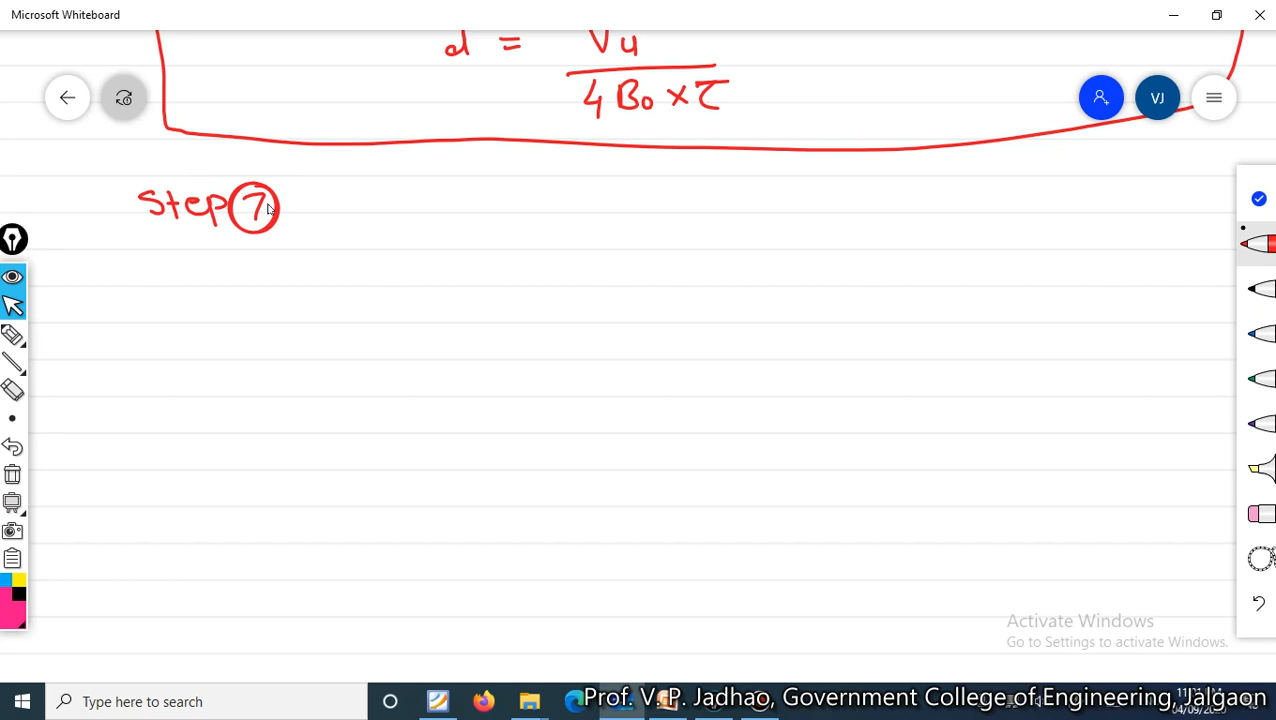 Microsoft Whiteboard
d = Vu
4 Bo × τ
VJ
Step 7
Activate Windows
Go to Settings to activate Windows.
Type here to search
Prof. V. P. Jadhao, Government College of Engineering, Jalgaon